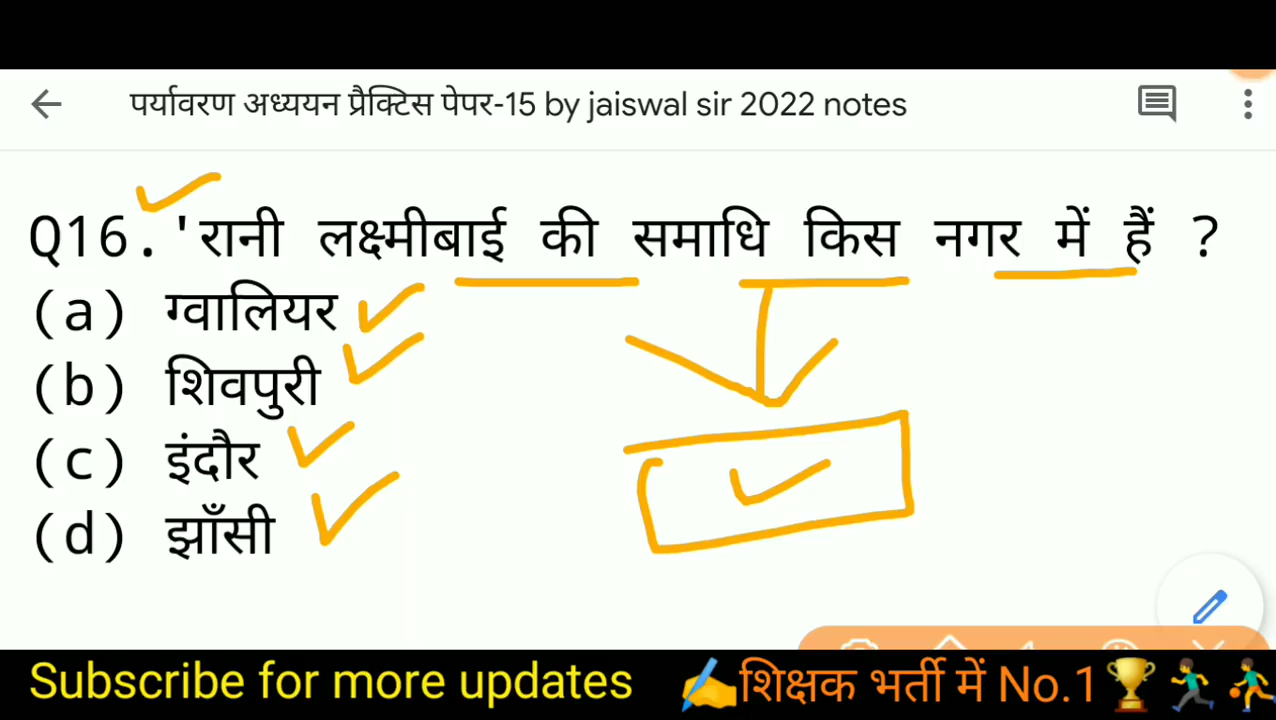 पर्यावरण अध्ययन प्रैक्टिस पेपर-15 by jaiswal sir 2022 notes
Q16.'रानी लक्ष्मीबाई की समाधि किस नगर में हैं ?
(a) ग्वालियर
(b) शिवपुरी
(c) इंदौर
(d) झाँसी
Subscribe for more updates ✍️शिक्षक भर्ती में No.1🏆🏃‍♂️⛹️‍♂️